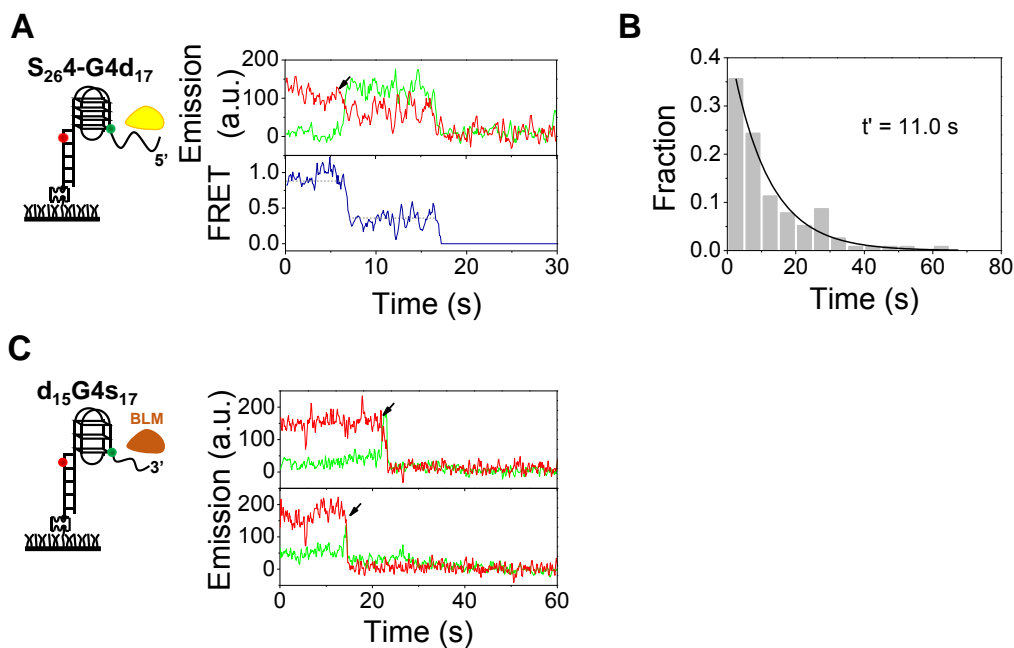 A
S₂₆4-G4d₁₇
5’
Emission
(a.u.)
200
100
0
FRET
1.0
0.5
0.0
0 10 20 30
Time (s)
B
Fraction
0.4
0.3
0.2
0.1
0.0
t' = 11.0 s
0 20 40 60 80
Time (s)
C
d₁₅G4s₁₇
BLM
3’
Emission (a.u.)
200
100
0
200
100
0
0 20 40 60
Time (s)